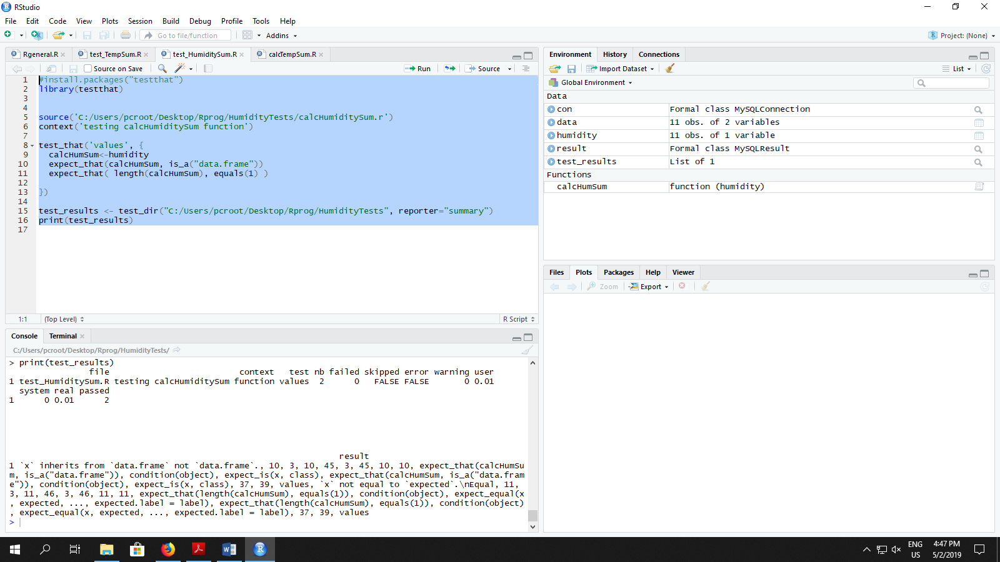 RStudio
File Edit Code View Plots Session Build Debug Profile Tools Help
Go to file/function Addins Project: (None)
Rgeneral.R test_TempSum.R test_HumiditySum.R calcTempSum.R
Source on Save Run Source
1 #install.packages("testthat")
2 library(testthat)
3
4
5 source('C:/Users/pcroot/Desktop/Rprog/HumidityTests/calcHumiditySum.r')
6 context('testing calcHumiditySum function')
7
8 test_that('values', {
9 calcHumSum<-humidity
10 expect_that(calcHumSum, is_a("data.frame"))
11 expect_that( length(calcHumSum), equals(1) )
12
13 })
14
15 test_results <- test_dir("C:/Users/pcroot/Desktop/Rprog/HumidityTests", reporter="summary")
16 print(test_results)
17
1:1 (Top Level) R Script
Console Terminal
C:/Users/pcroot/Desktop/Rprog/HumidityTests/
> print(test_results)
file context test nb failed skipped error warning user
1 test_HumiditySum.R testing calcHumiditySum function values 2 0 FALSE FALSE 0 0.01
system real passed
1 0 0.01 2
result
1 `x` inherits from `data.frame` not `data.frame`., 10, 3, 10, 45, 3, 45, 10, 10, expect_that(calcHumSu
m, is_a("data.frame")), condition(object), expect_is(x, class), expect_that(calcHumSum, is_a("data.fram
e")), condition(object), expect_is(x, class), 37, 39, values, `x` not equal to `expected`.\nEqual, 11,
3, 11, 46, 3, 46, 11, 11, expect_that(length(calcHumSum), equals(1)), condition(object), expect_equal(x
, expected, ..., expected.label = label), expect_that(length(calcHumSum), equals(1)), condition(object)
, expect_equal(x, expected, ..., expected.label = label), 37, 39, values
>
Environment History Connections
Import Dataset List
Global Environment
Data
con Formal class MySQLConnection
data 11 obs. of 2 variables
humidity 11 obs. of 1 variable
result Formal class MySQLResult
test_results List of 1
Functions
calcHumSum function (humidity)
Files Plots Packages Help Viewer
Zoom Export
ENG
US
4:47 PM
5/2/2019